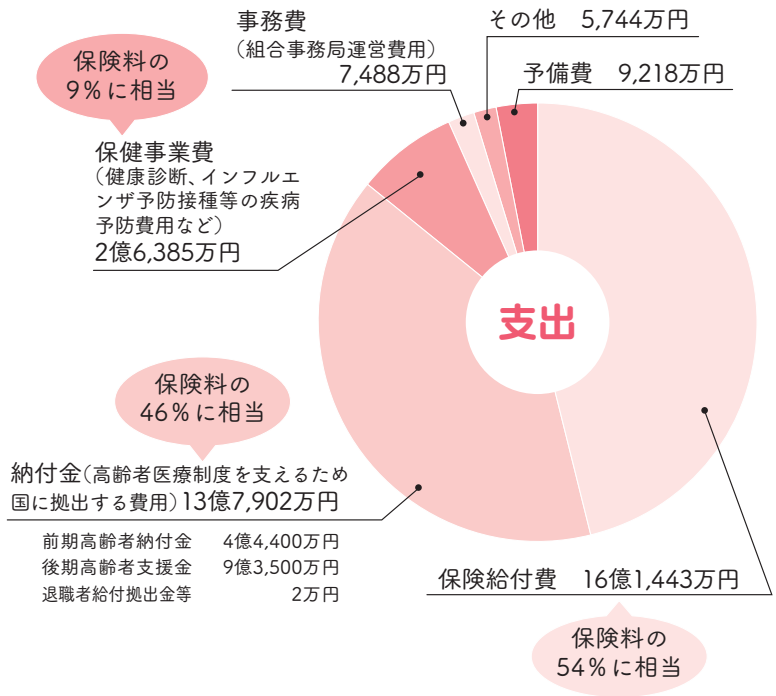 事務費
(組合事務局運営費用)
7,488万円
その他 5,744万円
予備費 9,218万円
保険料の
9%に相当
保健事業費
(健康診断、インフルエ
ンザ予防接種等の疾病
予防費用など)
2億6,385万円
支出
保険料の
46%に相当
納付金(高齢者医療制度を支えるため
国に拠出する費用)13億7,902万円
前期高齢者納付金 4億4,400万円
後期高齢者支援金 9億3,500万円
退職者給付拠出金等 2万円
保険給付費 16億1,443万円
保険料の
54%に相当